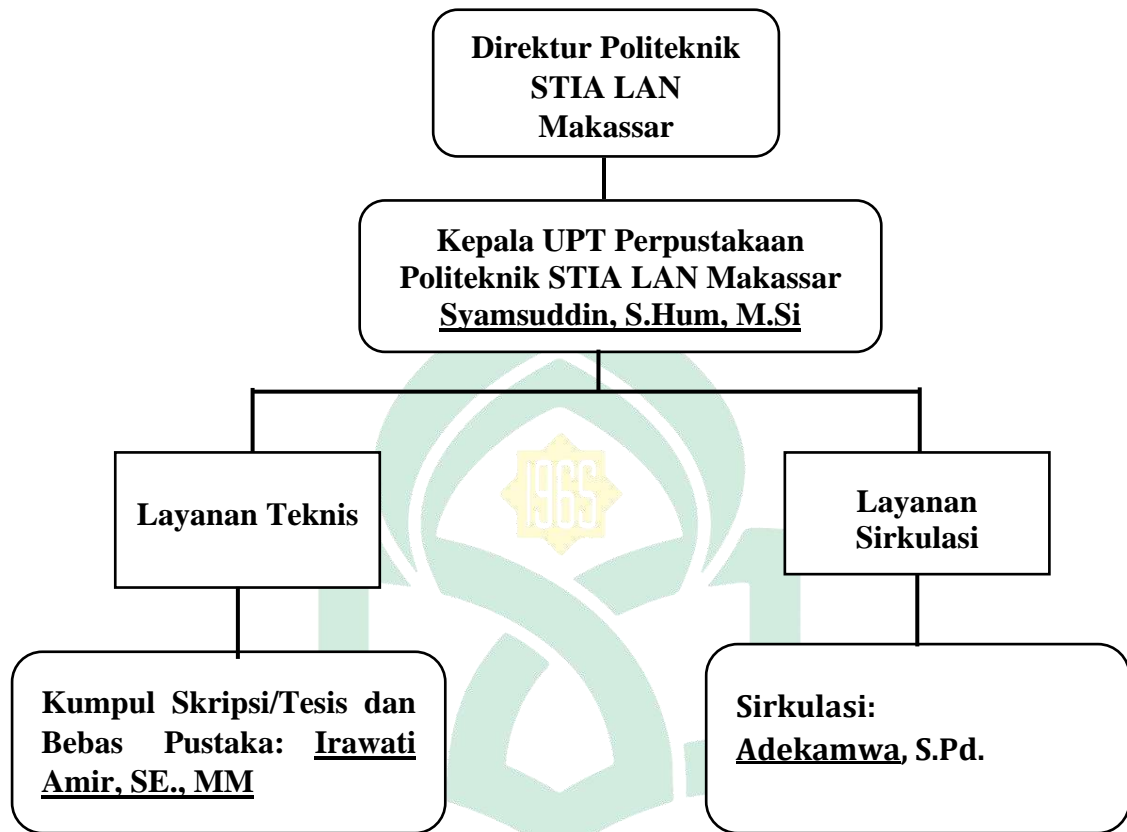 Direktur Politeknik
STIA LAN
Makassar
Kepala UPT Perpustakaan
Politeknik STIA LAN Makassar
Syamsuddin, S.Hum, M.Si
1965
Layanan Teknis
Layanan
Sirkulasi
Kumpul Skripsi/Tesis dan
Bebas Pustaka: Irawati
Amir, SE., MM
Sirkulasi:
Adekamwa, S.Pd.